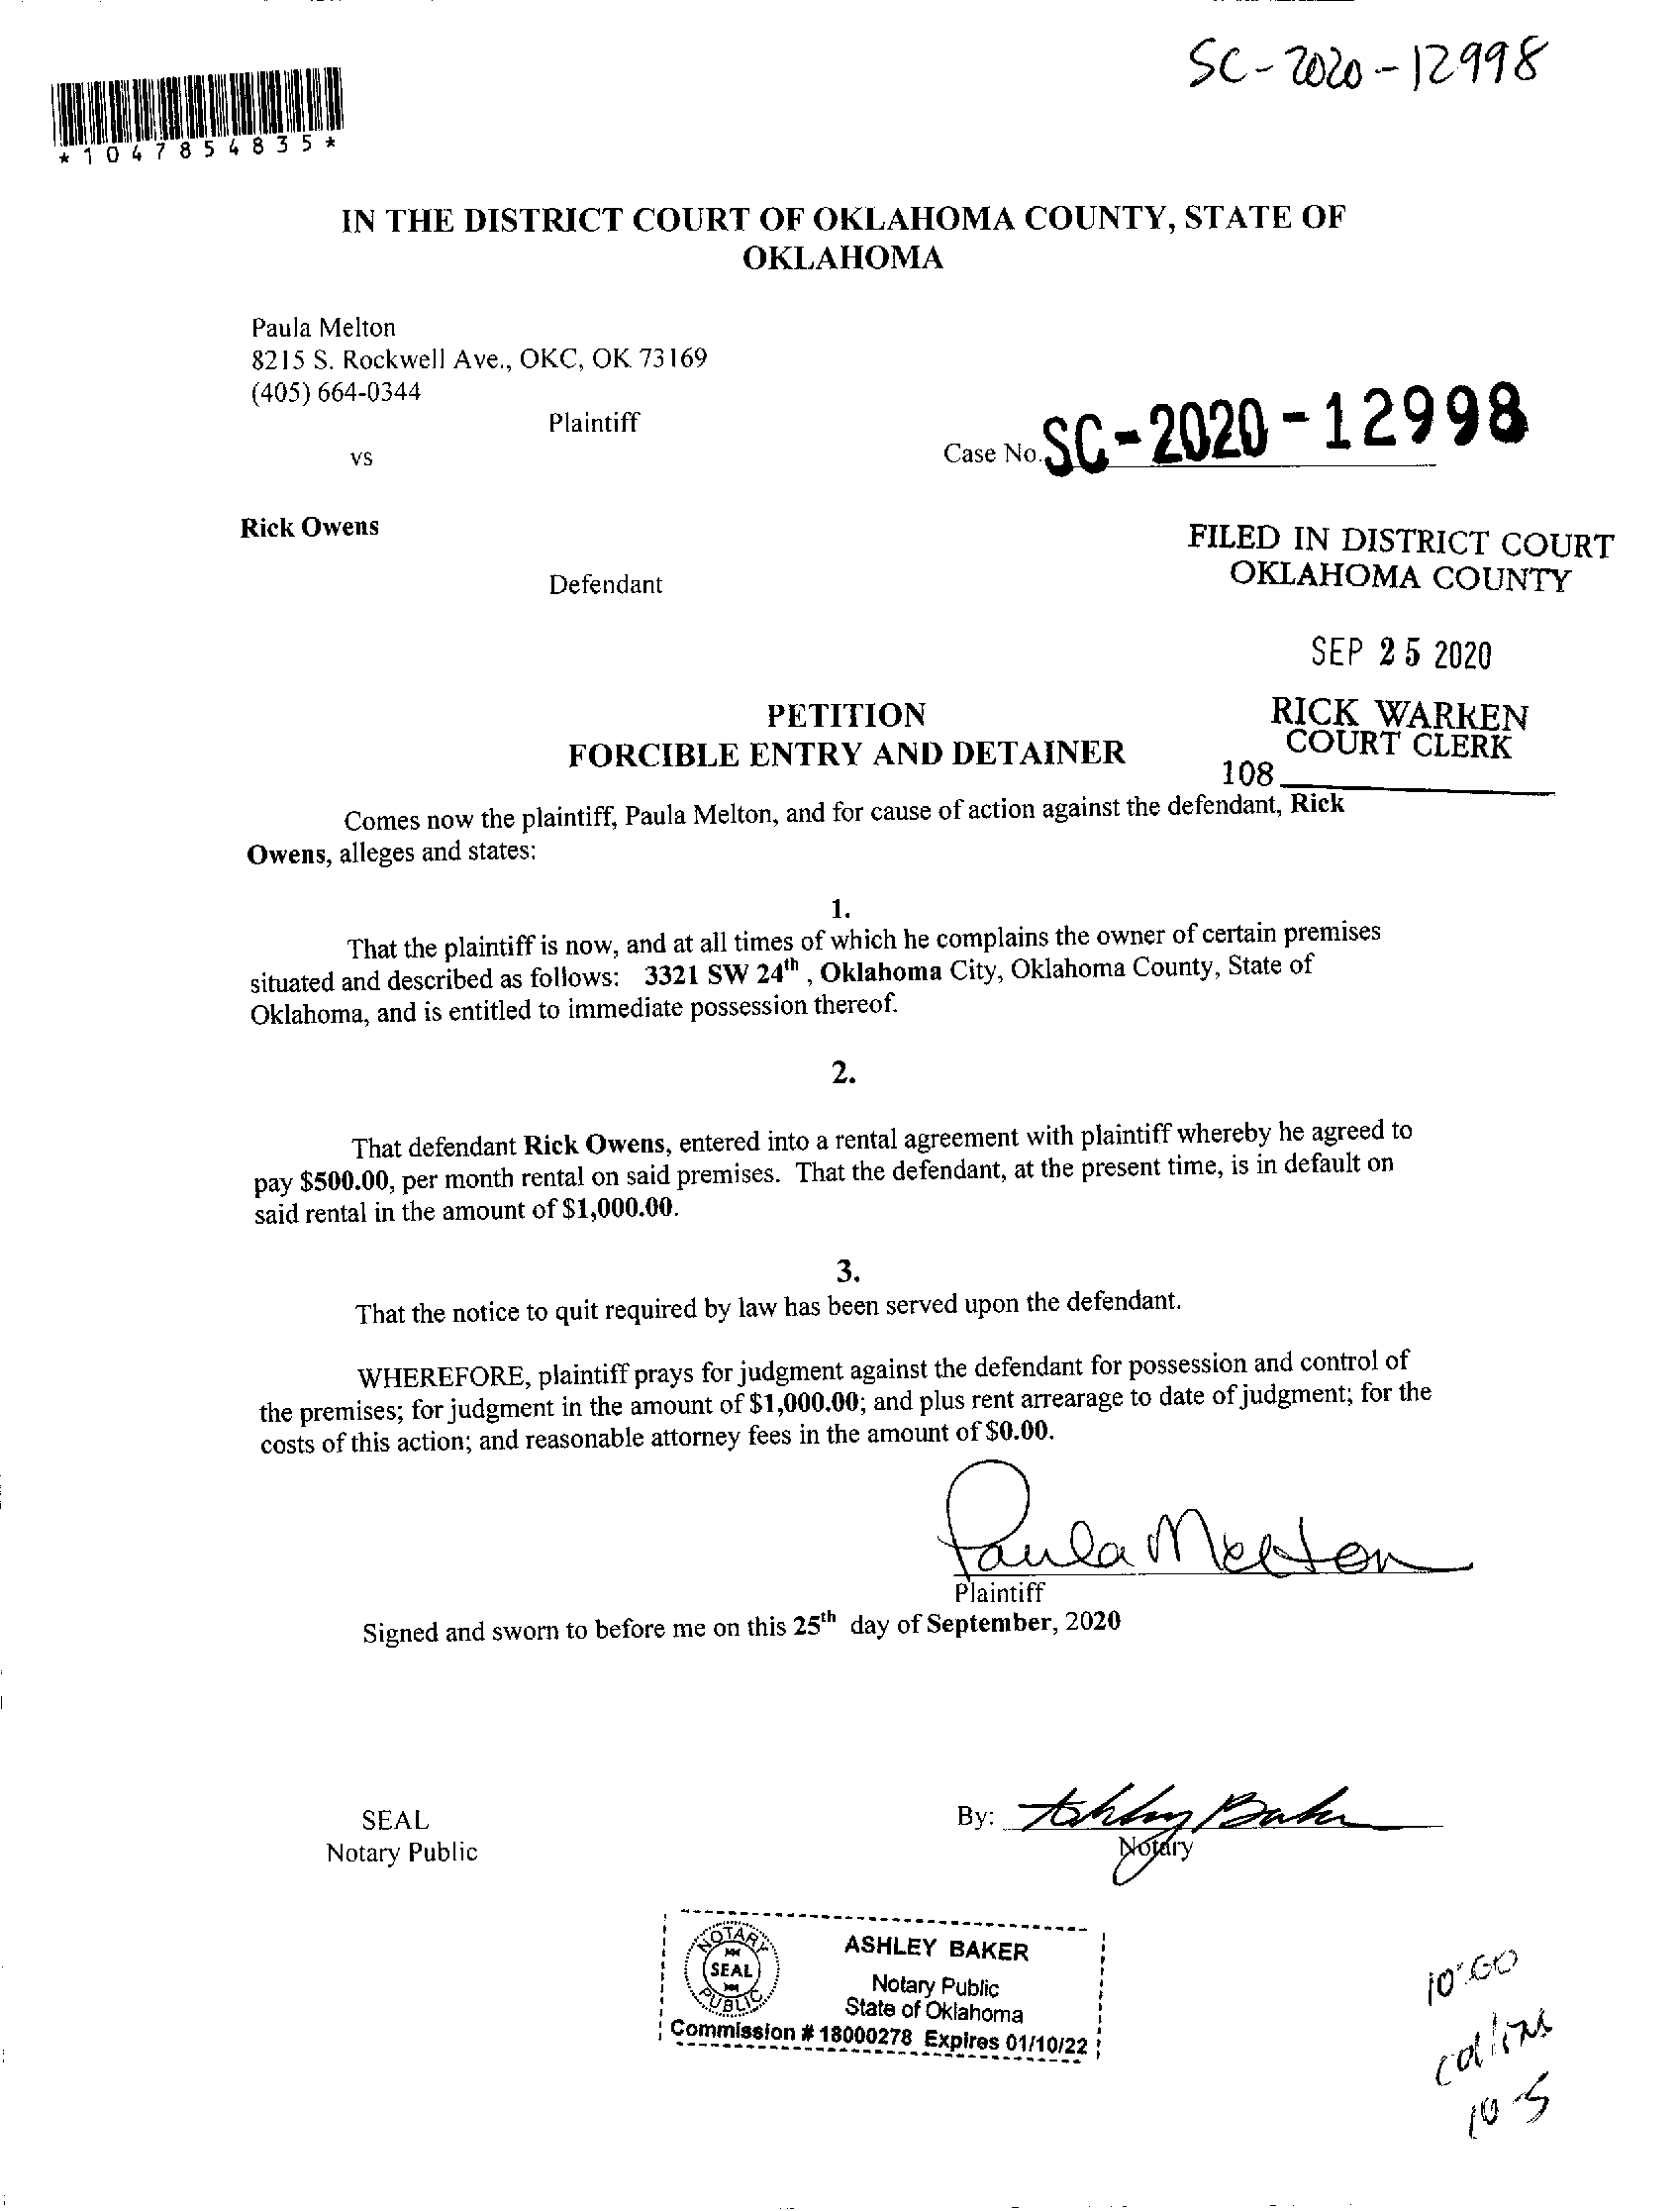 SC-2020-12998
*1047854835*
IN THE DISTRICT COURT OF OKLAHOMA COUNTY, STATE OF
OKLAHOMA
Paula Melton
8215 S. Rockwell Ave., OKC, OK 73169
(405) 664-0344
Plaintiff
vs
Case No. SC-2020-12998
Rick Owens
Defendant
FILED IN DISTRICT COURT
OKLAHOMA COUNTY
SEP 25 2020
RICK WARREN
COURT CLERK
108
PETITION
FORCIBLE ENTRY AND DETAINER
Comes now the plaintiff, Paula Melton, and for cause of action against the defendant, Rick
Owens, alleges and states:
1.
That the plaintiff is now, and at all times of which he complains the owner of certain premises
situated and described as follows: 3321 SW 24th , Oklahoma City, Oklahoma County, State of
Oklahoma, and is entitled to immediate possession thereof.
2.
That defendant Rick Owens, entered into a rental agreement with plaintiff whereby he agreed to
pay $500.00, per month rental on said premises. That the defendant, at the present time, is in default on
said rental in the amount of $1,000.00.
3.
That the notice to quit required by law has been served upon the defendant.
WHEREFORE, plaintiff prays for judgment against the defendant for possession and control of
the premises; for judgment in the amount of $1,000.00; and plus rent arrearage to date of judgment; for the
costs of this action; and reasonable attorney fees in the amount of $0.00.
Paula Melton
Plaintiff
Signed and sworn to before me on this 25th day of September, 2020
SEAL
Notary Public
By: Ashley Baker
Notary
NOTARY
SEAL
PUBLIC
ASHLEY BAKER
Notary Public
State of Oklahoma
Commission # 18000278 Expires 01/10/22
10:00
10-5